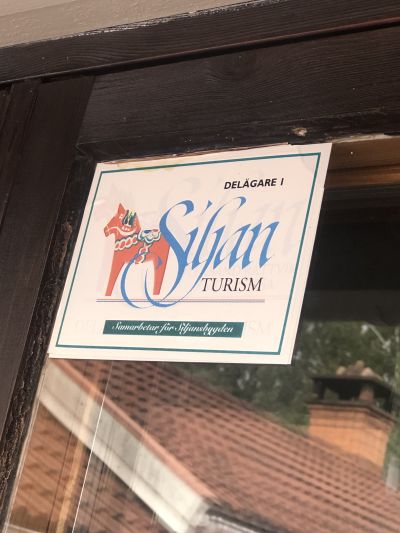 DELÄGARE I
Siljan
TURISM
Samarbetar för Siljansbygden